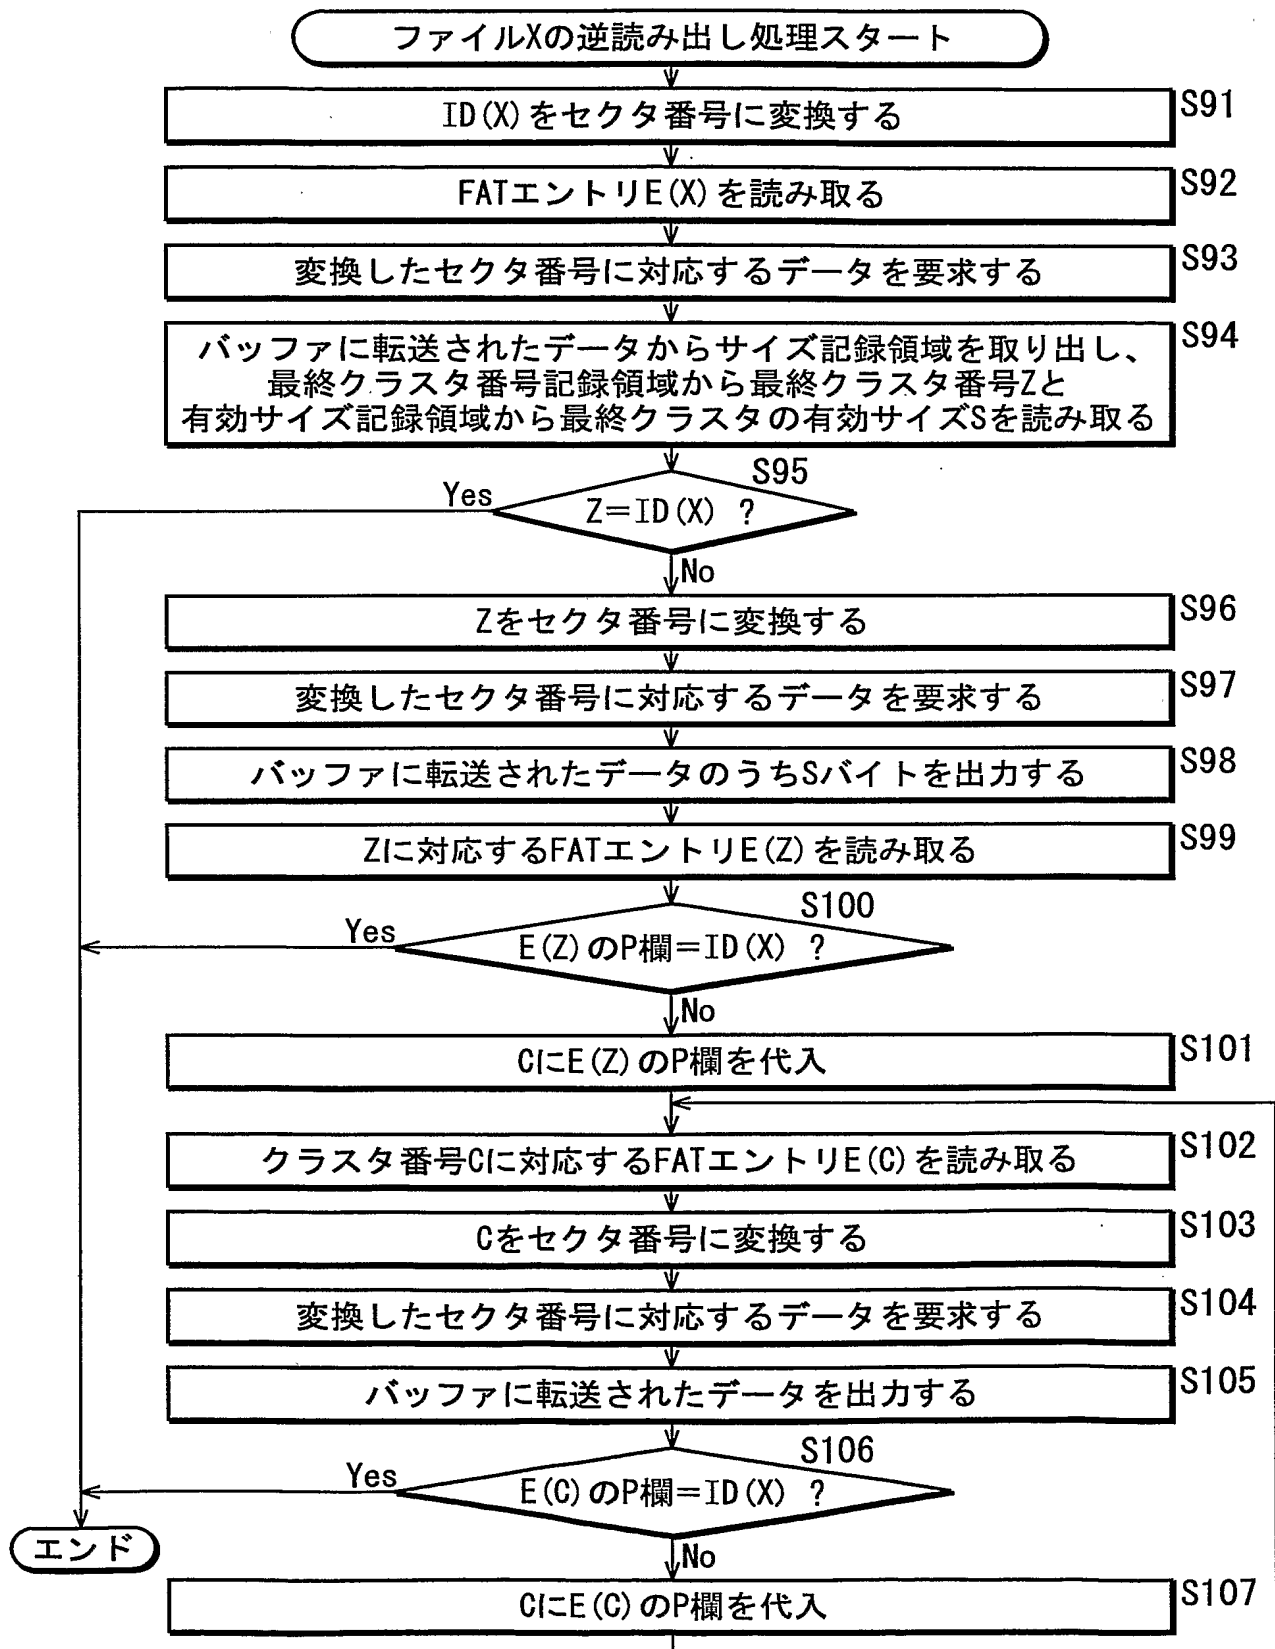 ファイルXの逆読み出し処理スタート
ID(X)をセクタ番号に変換する
S91
FATエントリE(X)を読み取る
S92
変換したセクタ番号に対応するデータを要求する
S93
バッファに転送されたデータからサイズ記録領域を取り出し、
最終クラスタ番号記録領域から最終クラスタ番号Zと
有効サイズ記録領域から最終クラスタの有効サイズSを読み取る
S94
S95
Yes
Z=ID(X) ?
No
Zをセクタ番号に変換する
S96
変換したセクタ番号に対応するデータを要求する
S97
バッファに転送されたデータのうちSバイトを出力する
S98
Zに対応するFATエントリE(Z)を読み取る
S99
S100
Yes
E(Z)のP欄=ID(X) ?
No
CにE(Z)のP欄を代入
S101
クラスタ番号Cに対応するFATエントリE(C)を読み取る
S102
Cをセクタ番号に変換する
S103
変換したセクタ番号に対応するデータを要求する
S104
バッファに転送されたデータを出力する
S105
S106
Yes
E(C)のP欄=ID(X) ?
エンド
No
CにE(C)のP欄を代入
S107